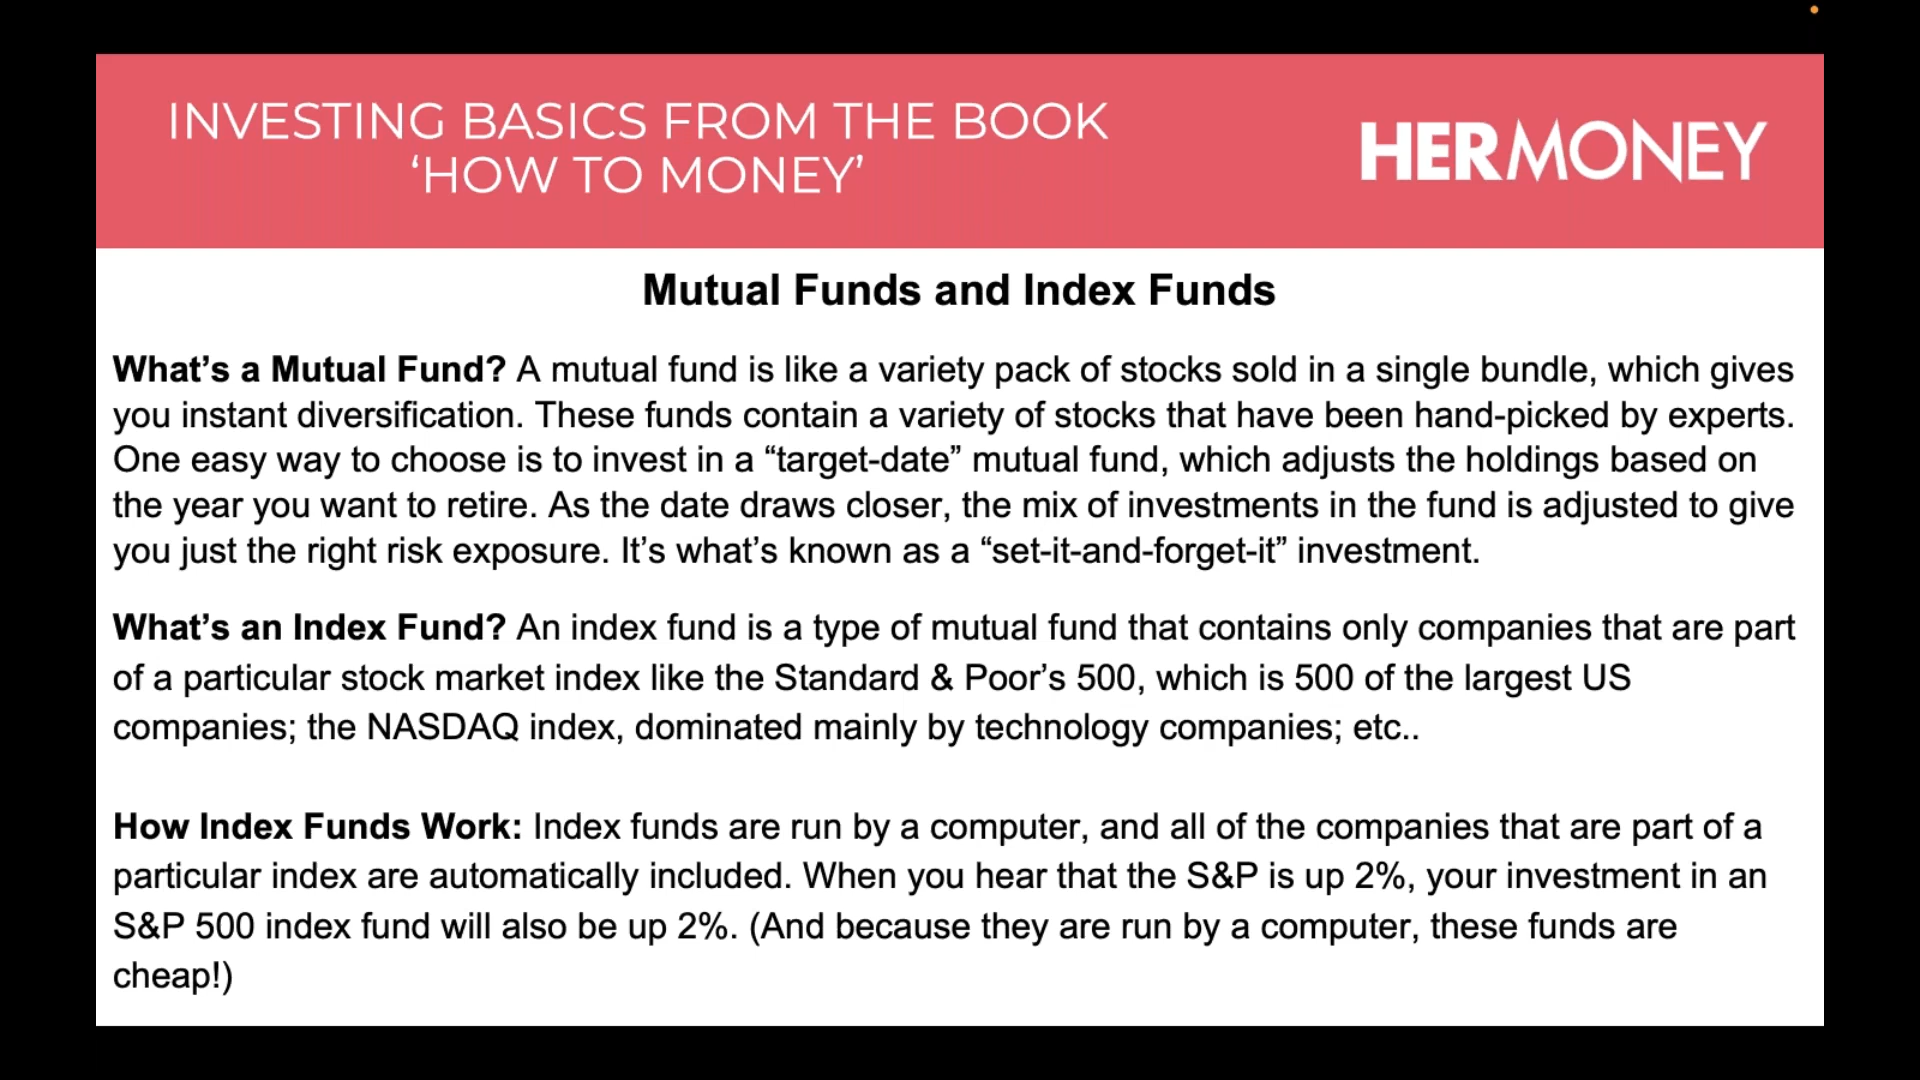 INVESTING BASICS FROM THE BOOK
‘HOW TO MONEY’
HERMONEY
Mutual Funds and Index Funds
What’s a Mutual Fund? A mutual fund is like a variety pack of stocks sold in a single bundle, which gives
you instant diversification. These funds contain a variety of stocks that have been hand-picked by experts.
One easy way to choose is to invest in a “target-date” mutual fund, which adjusts the holdings based on
the year you want to retire. As the date draws closer, the mix of investments in the fund is adjusted to give
you just the right risk exposure. It’s what’s known as a “set-it-and-forget-it” investment.
What’s an Index Fund? An index fund is a type of mutual fund that contains only companies that are part
of a particular stock market index like the Standard & Poor’s 500, which is 500 of the largest US
companies; the NASDAQ index, dominated mainly by technology companies; etc..
How Index Funds Work: Index funds are run by a computer, and all of the companies that are part of a
particular index are automatically included. When you hear that the S&P is up 2%, your investment in an
S&P 500 index fund will also be up 2%. (And because they are run by a computer, these funds are
cheap!)